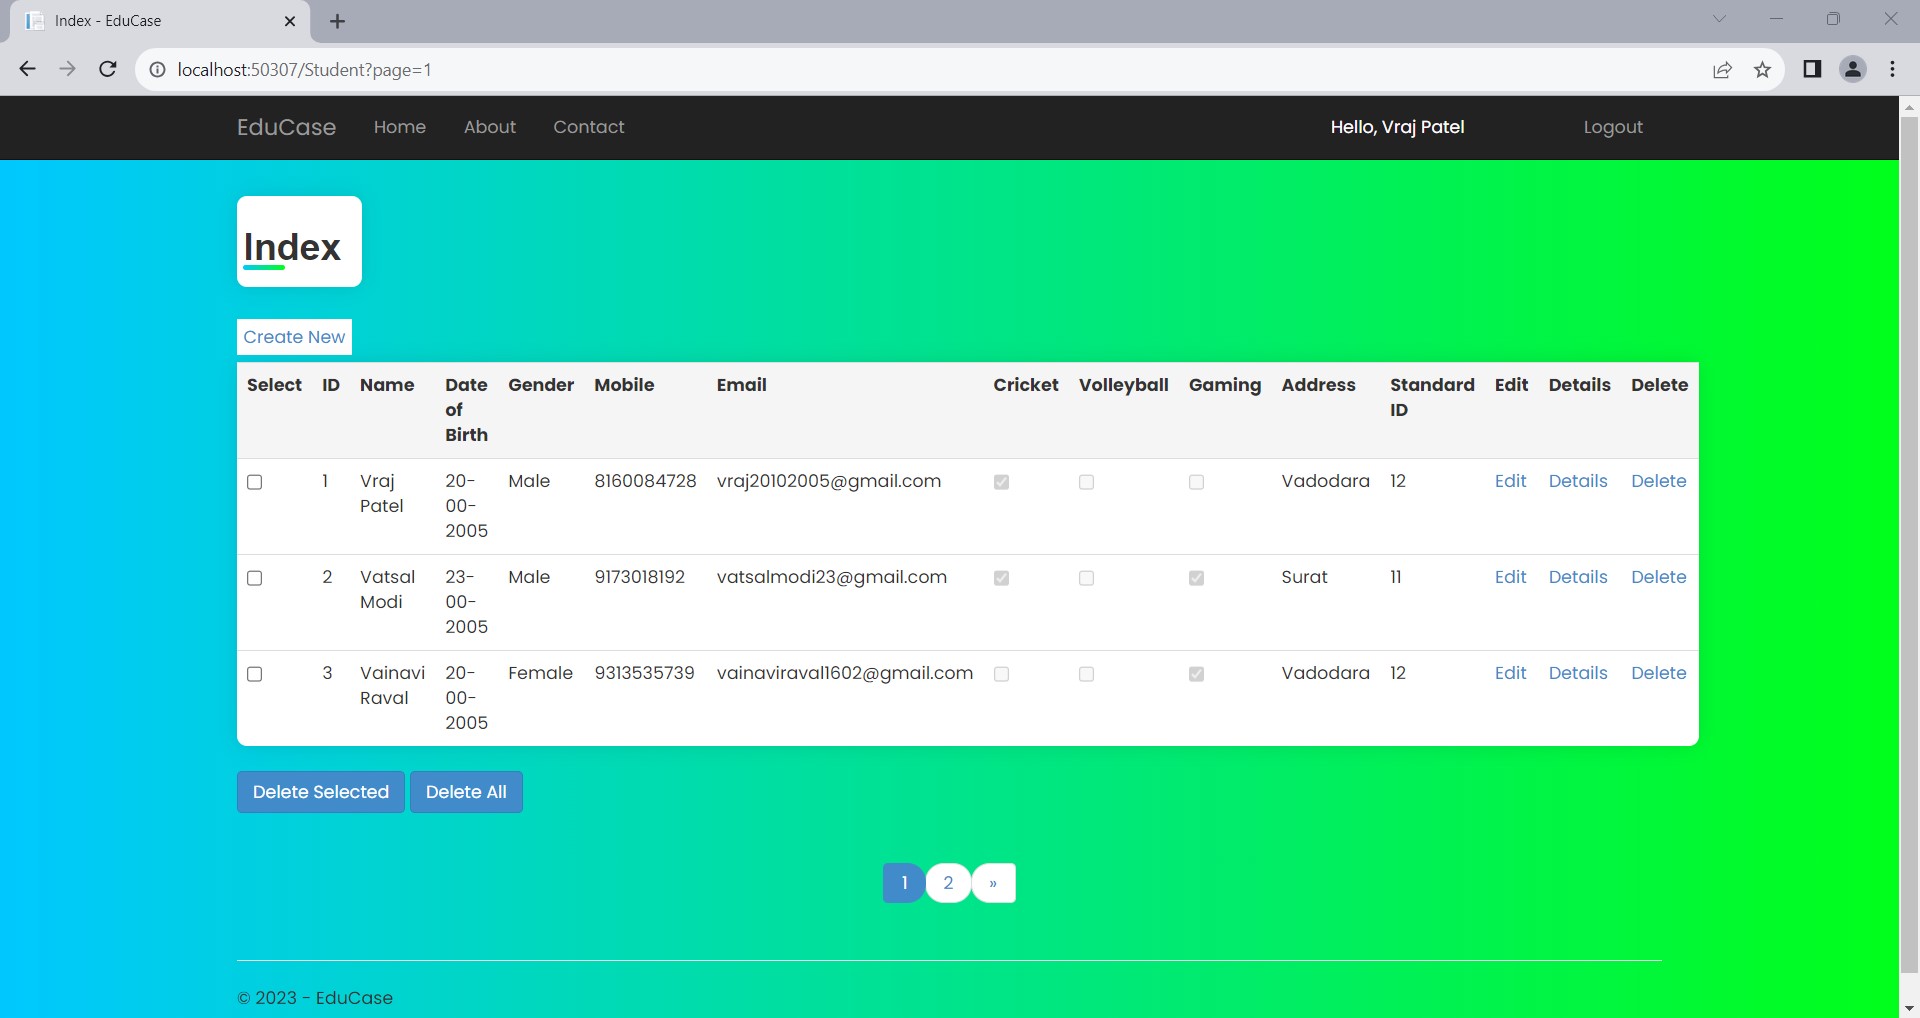 Index - EduCase
localhost:50307/Student?page=1
EduCase Home About Contact Hello, Vraj Patel Logout
Index
Create New
Select ID Name Date of Birth Gender Mobile Email Cricket Volleyball Gaming Address Standard ID Edit Details Delete
1 Vraj Patel 20-00-2005 Male 8160084728 vraj20102005@gmail.com Vadodara 12 Edit Details Delete
2 Vatsal Modi 23-00-2005 Male 9173018192 vatsalmodi23@gmail.com Surat 11 Edit Details Delete
3 Vainavi Raval 20-00-2005 Female 9313535739 vainaviraval1602@gmail.com Vadodara 12 Edit Details Delete
Delete Selected Delete All
1 2 »
© 2023 - EduCase